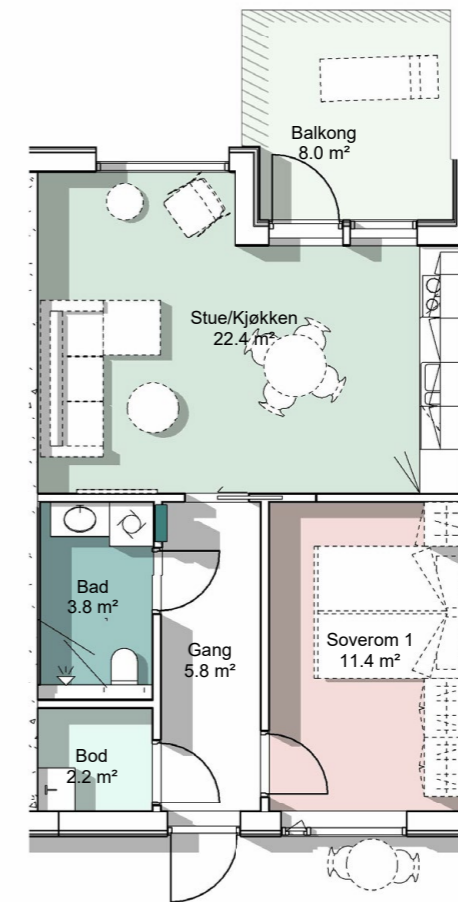 Balkong
8.0 m²
Stue/Kjøkken
22.4 m²
Bad
3.8 m²
Gang
5.8 m²
Soverom 1
11.4 m²
Bod
2.2 m²